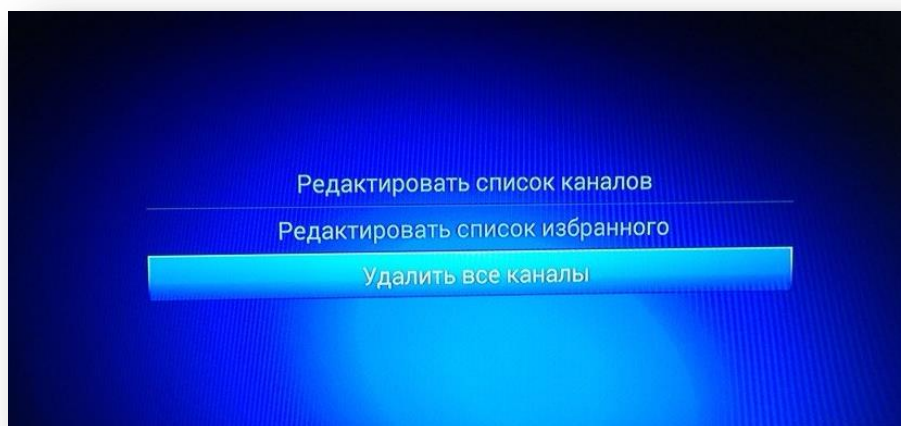 Редактировать список каналов
Редактировать список избранного
Удалить все каналы